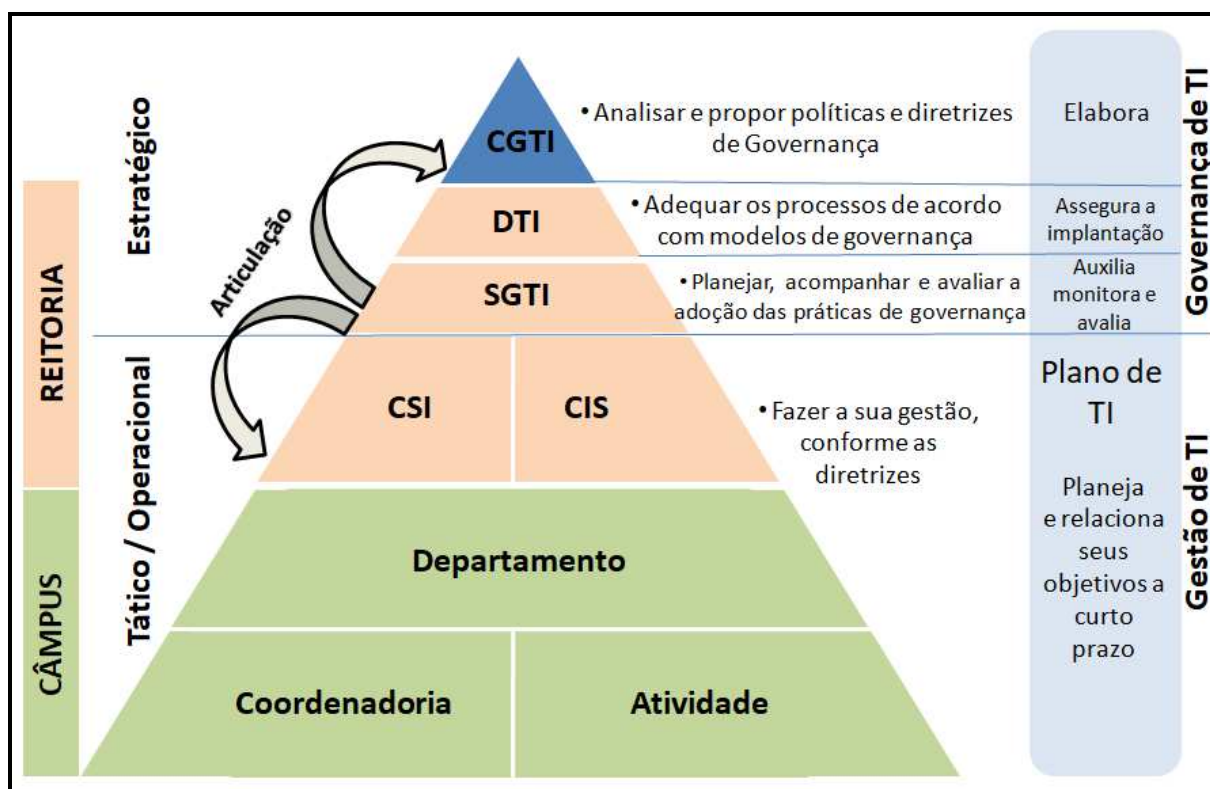 Estratégico
Articulação
REITORIA
Tático / Operacional
CÂMPUS
CGTI
DTI
SGTI
CSI
CIS
Departamento
Coordenadoria
Atividade
• Analisar e propor políticas e diretrizes
de Governança
• Adequar os processos de acordo
com modelos de governança
• Planejar, acompanhar e avaliar a
adoção das práticas de governança
• Fazer a sua gestão,
conforme as
diretrizes
Elabora
Assegura a
implantação
Auxilia
monitora e
avalia
Plano de
TI
Planeja
e relaciona
seus
objetivos a
curto
prazo
Governança de TI
Gestão de TI